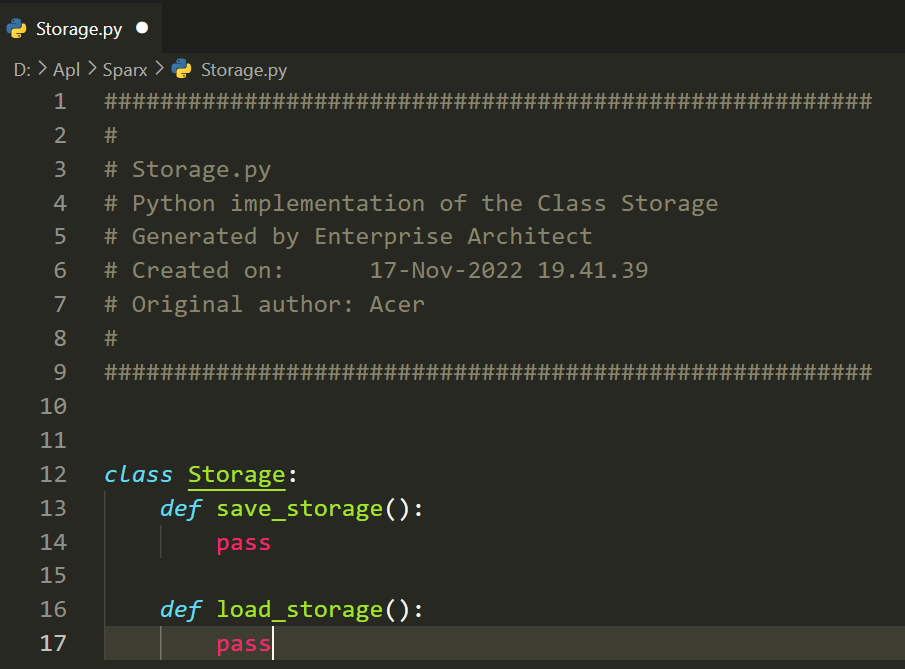 Storage.py
D: > Apl > Sparx > Storage.py
1 #######################################################
2 #
3 # Storage.py
4 # Python implementation of the Class Storage
5 # Generated by Enterprise Architect
6 # Created on:      17-Nov-2022 19.41.39
7 # Original author: Acer
8 #
9 #######################################################
10
11
12 class Storage:
13     def save_storage():
14         pass
15
16     def load_storage():
17         pass